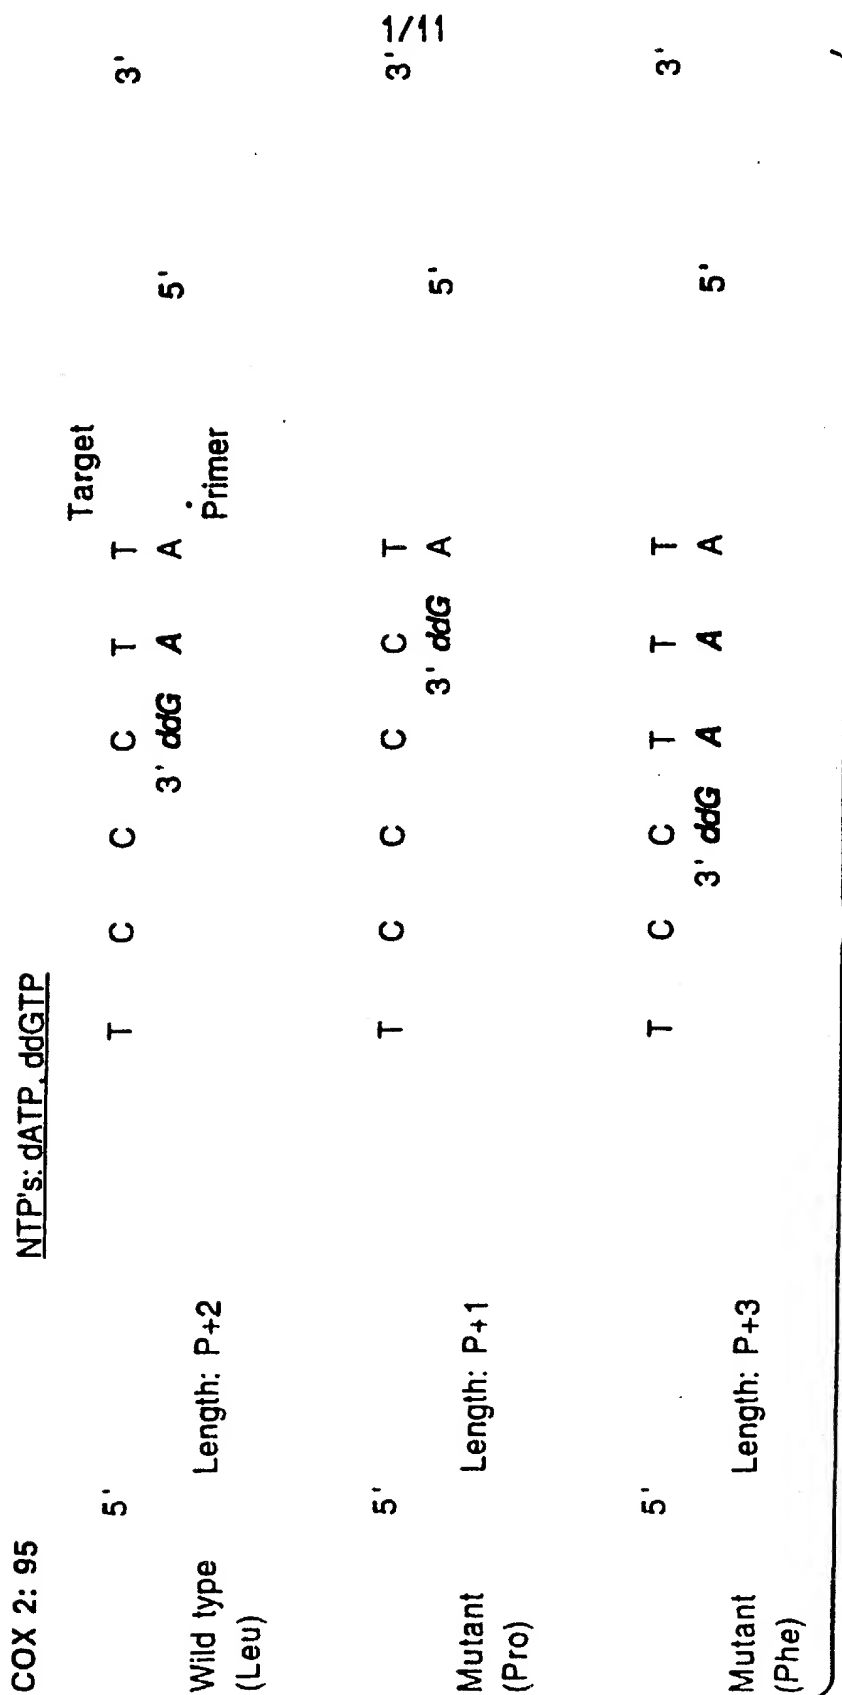 1/11
COX 2: 95
NTP's: dATP, ddGTP
Target
Wild type (Leu)
5' T C C C T T 3'
Length: P+2
3' ddG A A 5'
Primer
Mutant (Pro)
5' T C C C C T 3'
Length: P+1
3' ddG A 5'
Mutant (Phe)
5' T C C T T T 3'
Length: P+3
3' ddG A A A 5'